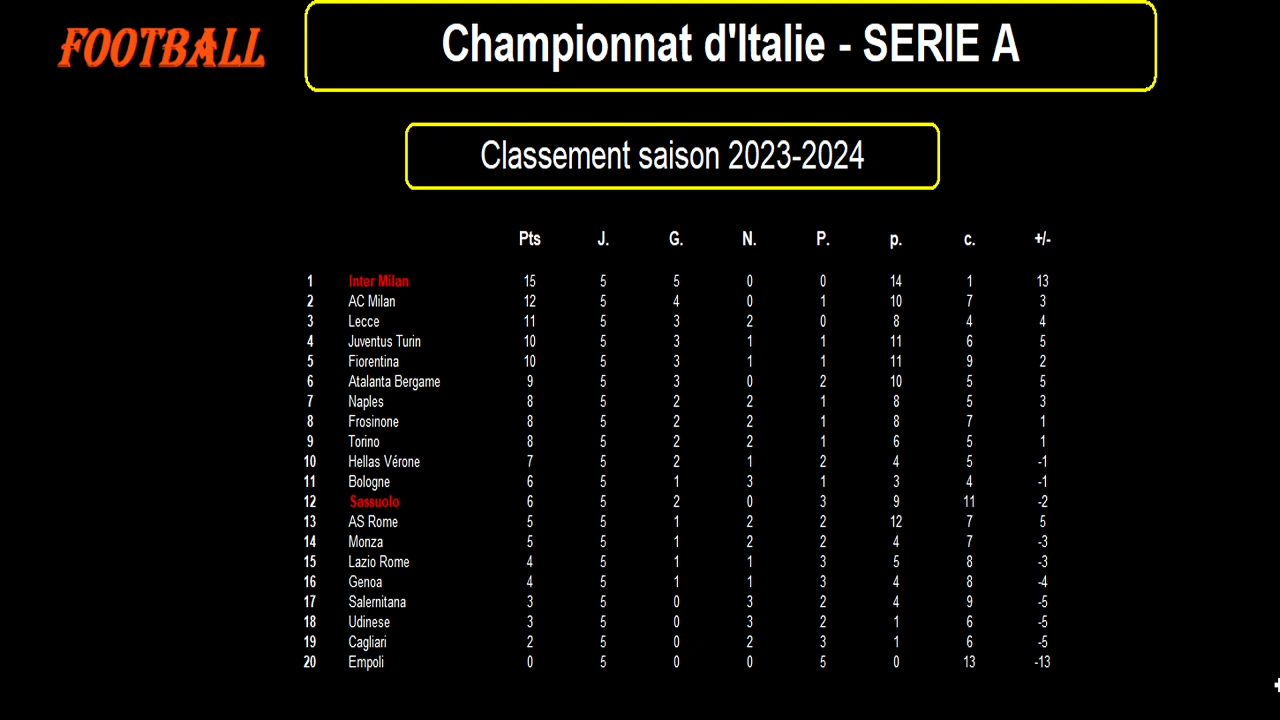 FOOTBALL
Championnat d'Italie - SERIE A
Classement saison 2023-2024
Pts J. G. N. P. p. c. +/-
1 Inter Milan 15 5 5 0 0 14 1 13
2 AC Milan 12 5 4 0 1 10 7 3
3 Lecce 11 5 3 2 0 8 4 4
4 Juventus Turin 10 5 3 1 1 11 6 5
5 Fiorentina 10 5 3 1 1 11 9 2
6 Atalanta Bergame 9 5 3 0 2 10 5 5
7 Naples 8 5 2 2 1 8 5 3
8 Frosinone 8 5 2 2 1 8 7 1
9 Torino 8 5 2 2 1 6 5 1
10 Hellas Vérone 7 5 2 1 2 4 5 -1
11 Bologne 6 5 1 3 1 3 4 -1
12 Sassuolo 6 5 2 0 3 9 11 -2
13 AS Rome 5 5 1 2 2 12 7 5
14 Monza 5 5 1 2 2 4 7 -3
15 Lazio Rome 4 5 1 1 3 5 8 -3
16 Genoa 4 5 1 1 3 4 8 -4
17 Salernitana 3 5 0 3 2 4 9 -5
18 Udinese 3 5 0 3 2 1 6 -5
19 Cagliari 2 5 0 2 3 1 6 -5
20 Empoli 0 5 0 0 5 0 13 -13